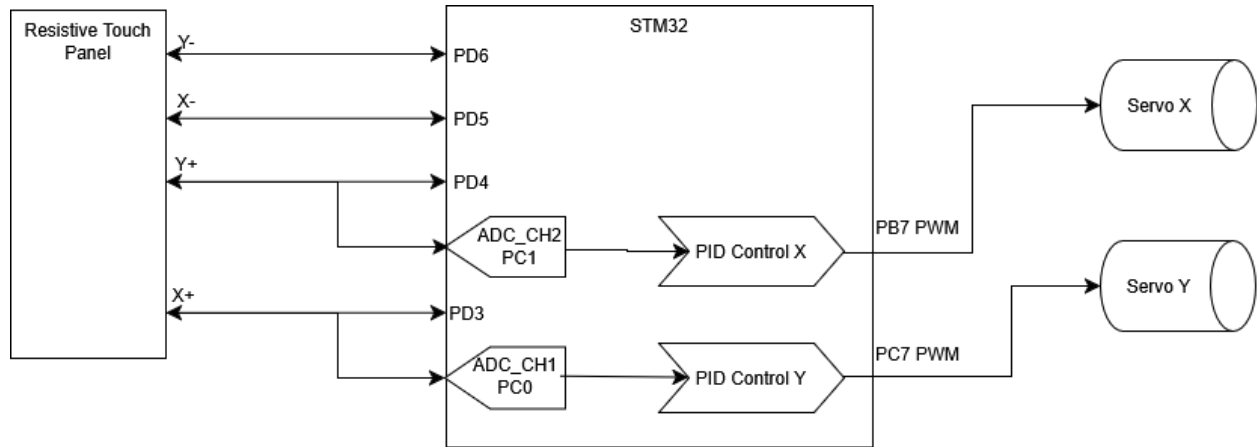 Resistive Touch
Panel
STM32
Y-
PD6
X-
PD5
Y+
PD4
ADC_CH2
PC1
PID Control X
PB7 PWM
Servo X
X+
PD3
ADC_CH1
PC0
PID Control Y
PC7 PWM
Servo Y